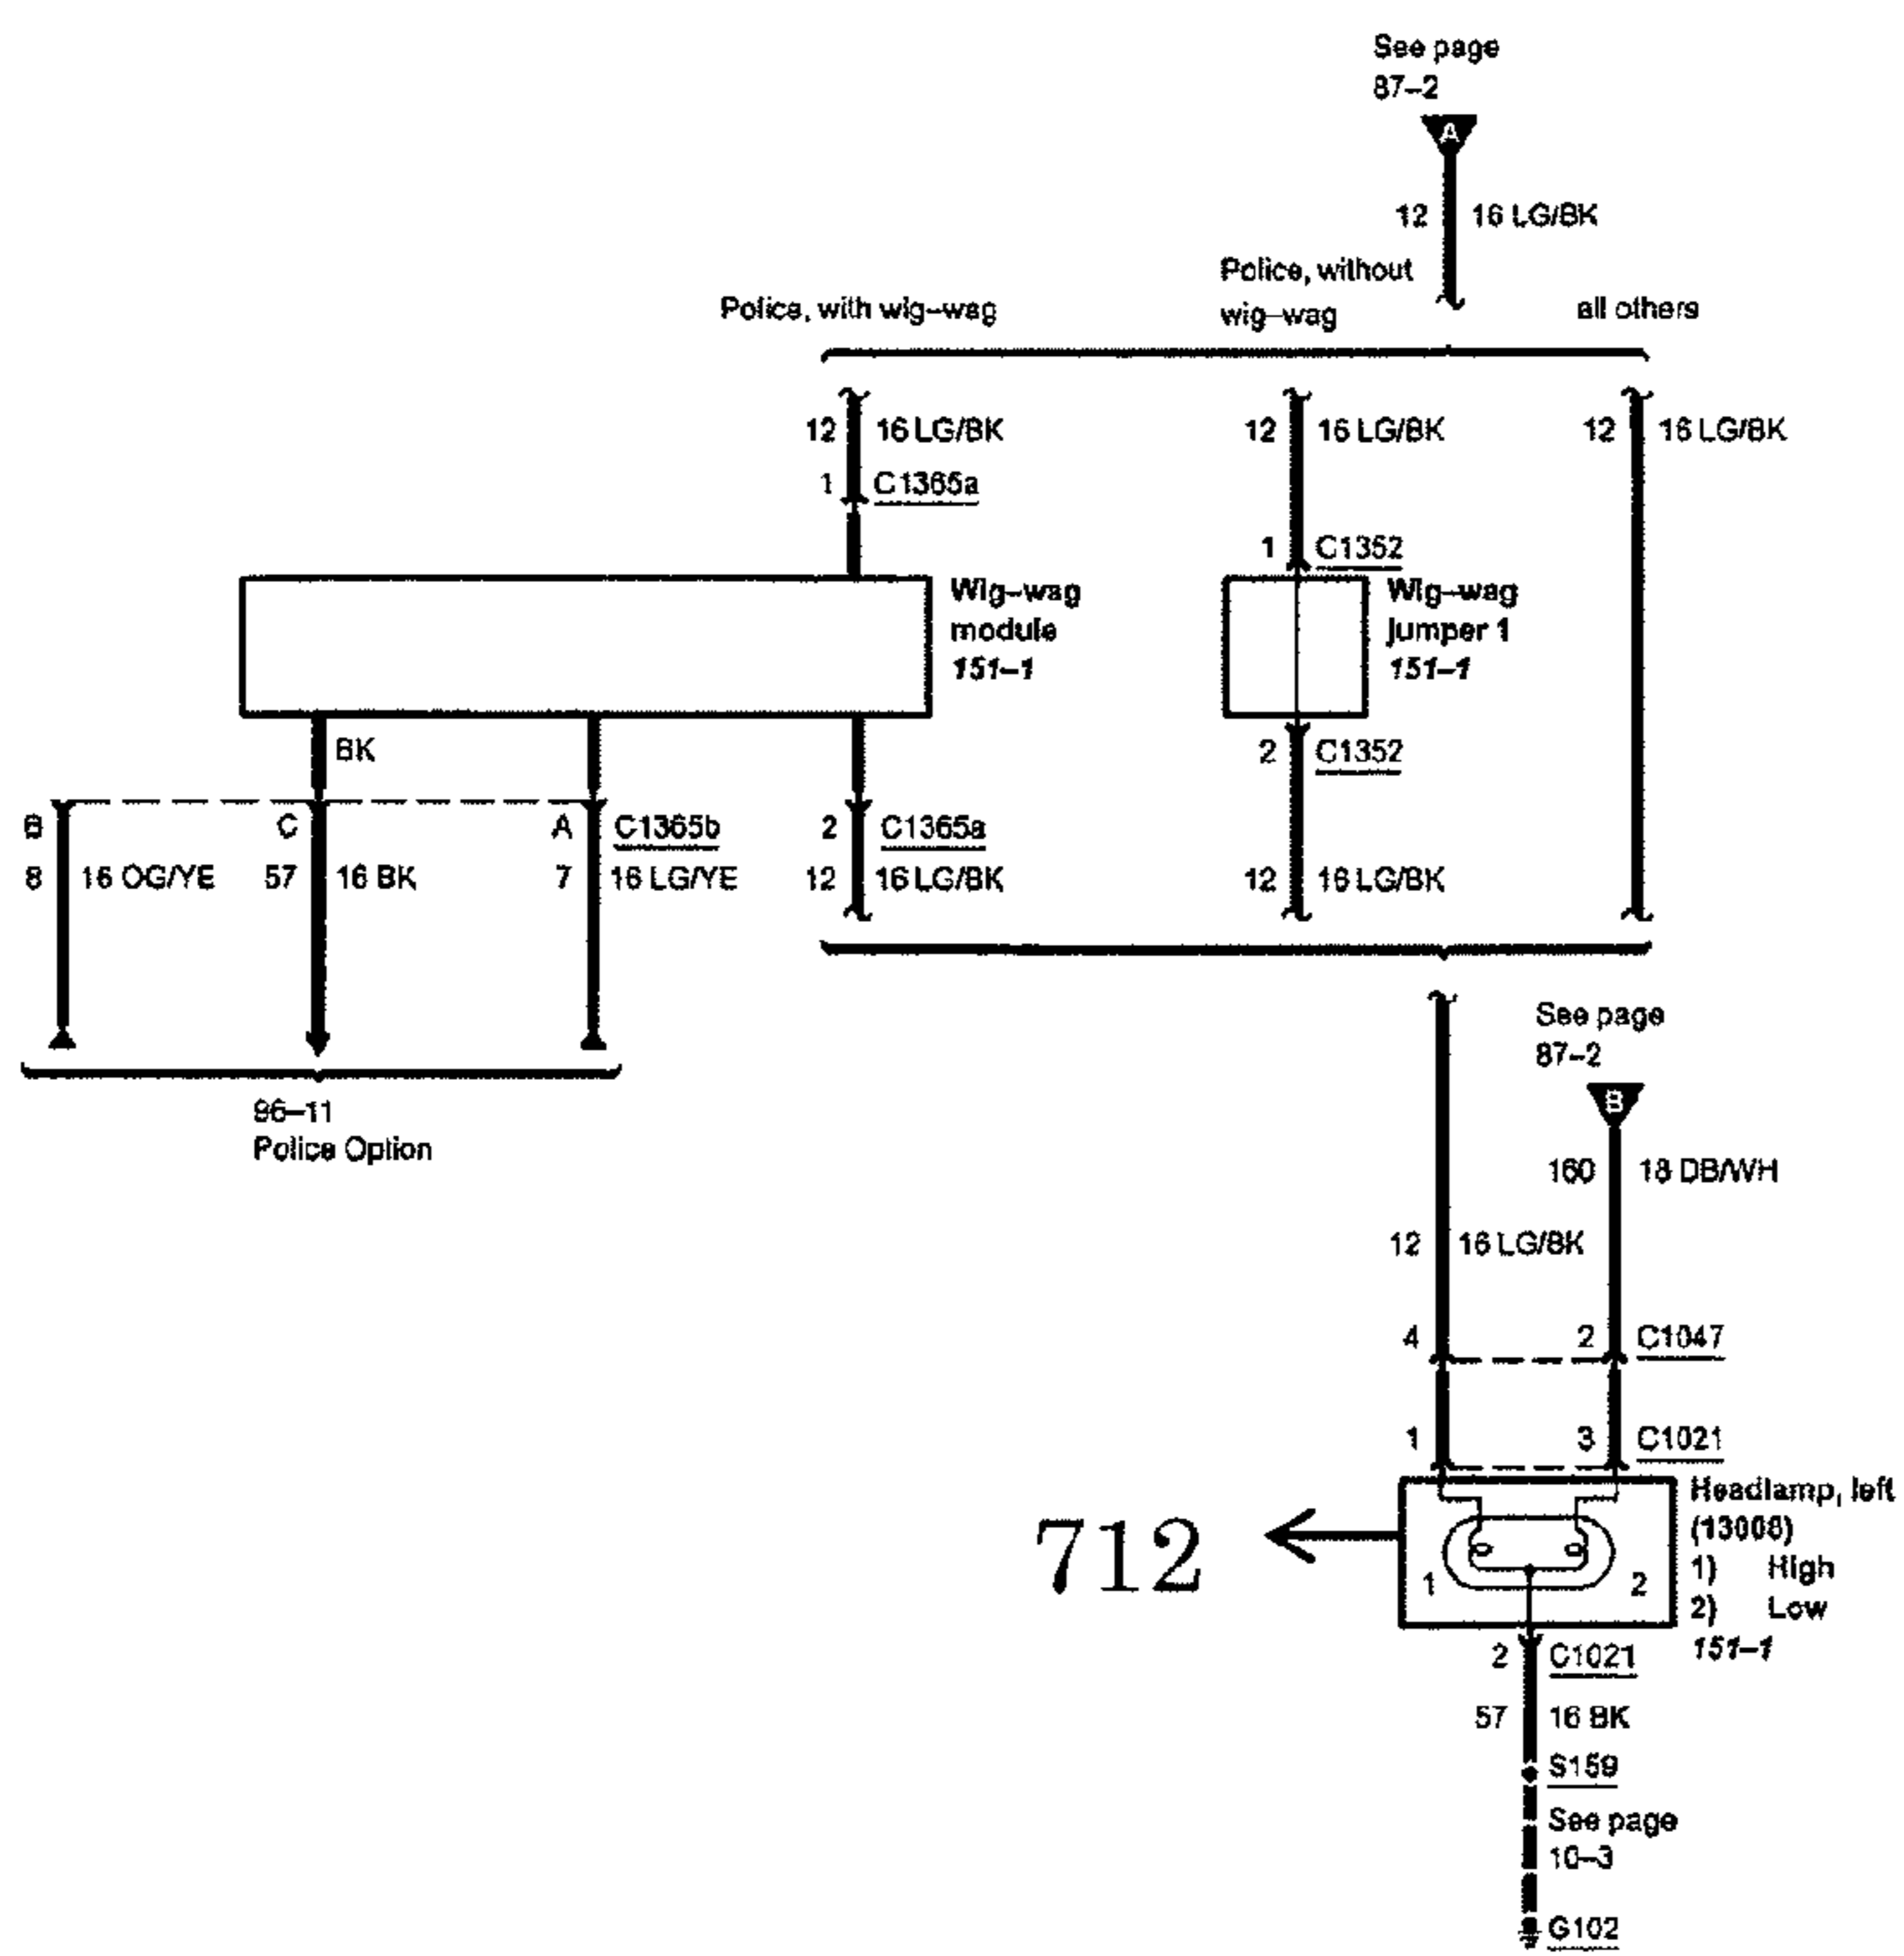 See page
87–2
A
12 16 LG/BK
Police, with wig–wag
Police, without
wig–wag
all others
12 16 LG/BK
1 C1365a
12 16 LG/BK
12 16 LG/BK
1 C1352
Wig–wag
module
151–1
Wig–wag
jumper 1
151–1
BK
2 C1352
B
C
A C1365b
2 C1365a
8 16 OG/YE
57 16 BK
7 16 LG/YE
12 16 LG/BK
12 16 LG/BK
96–11
Police Option
See page
87–2
B
160 18 DB/WH
12 16 LG/BK
4 2 C1047
1 3 C1021
712
1 2
Headlamp, left
(13008)
1) High
2) Low
151–1
2 C1021
57 16 BK
S159
See page
10–3
G102